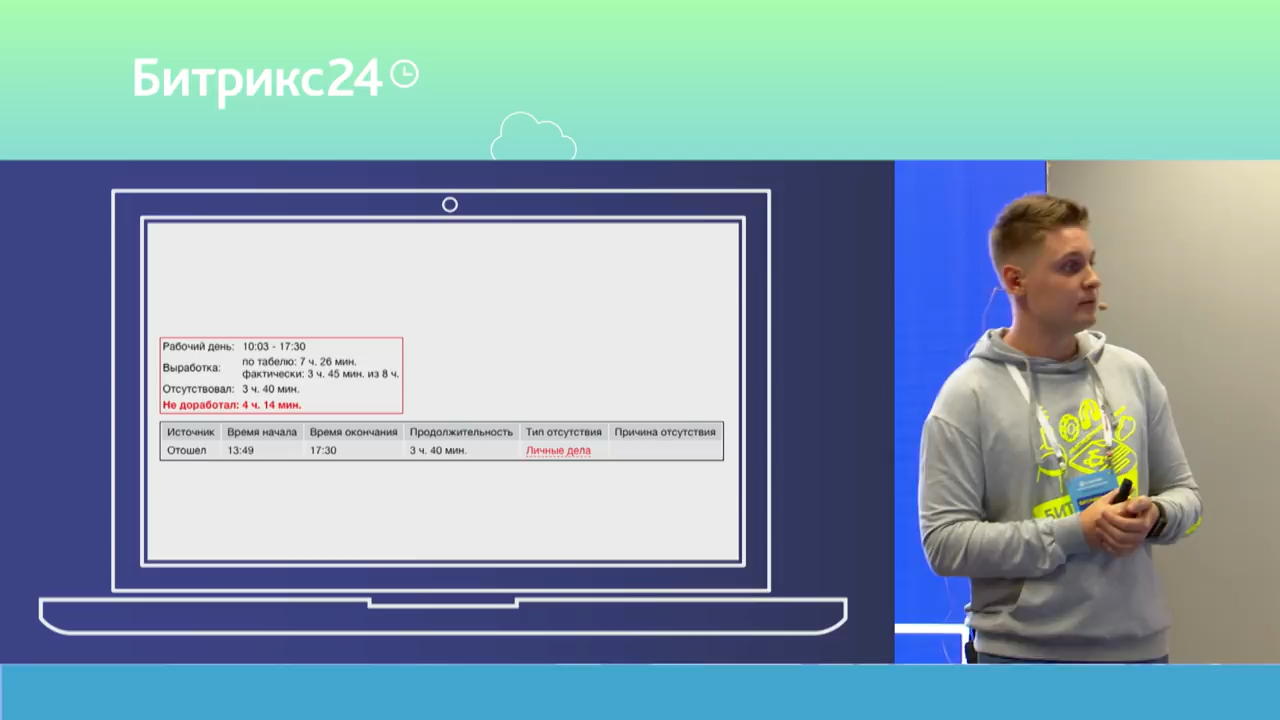 Битрикс24
Рабочий день: 10:03 - 17:30
Выработка: по табелю: 7 ч. 26 мин.
фактически: 3 ч. 45 мин. из 8 ч.
Отсутствовал: 3 ч. 40 мин.
Не доработал: 4 ч. 14 мин.
Источник Время начала Время окончания Продолжительность Тип отсутствия Причина отсутствия
Отошел 13:49 17:30 3 ч. 40 мин. Личные дела